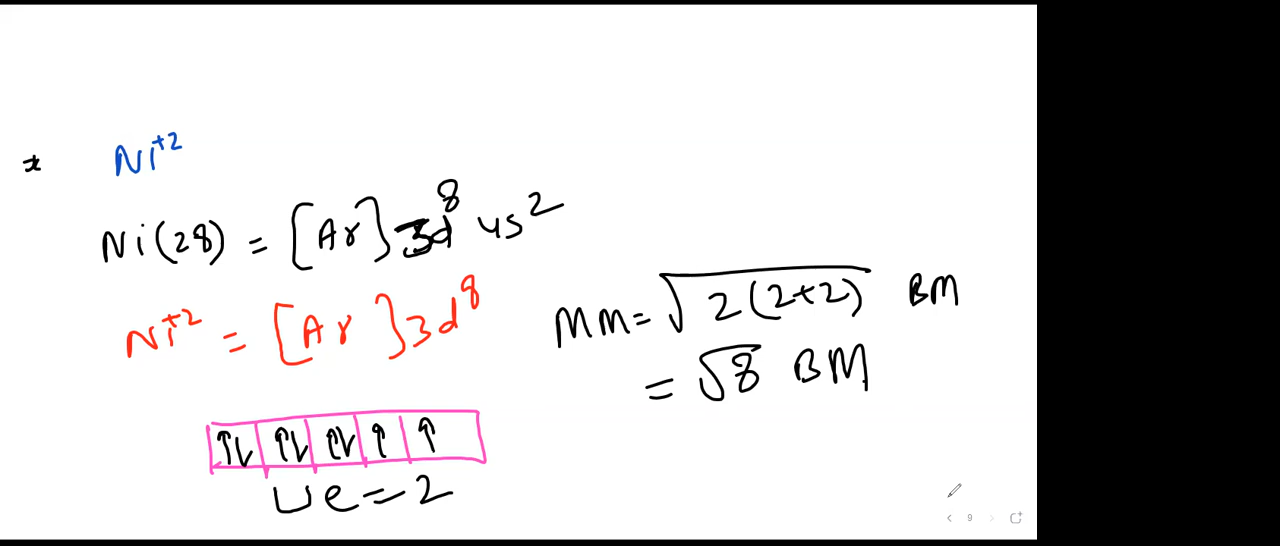 * Ni⁺²
Ni(28) = [Ar] 3d⁸ 4s²
Ni⁺² = [Ar] 3d⁸
MM = √2(2+2) BM
= √8 BM
↑↓ ↑↓ ↑↓ ↑ ↑
Ue = 2
9